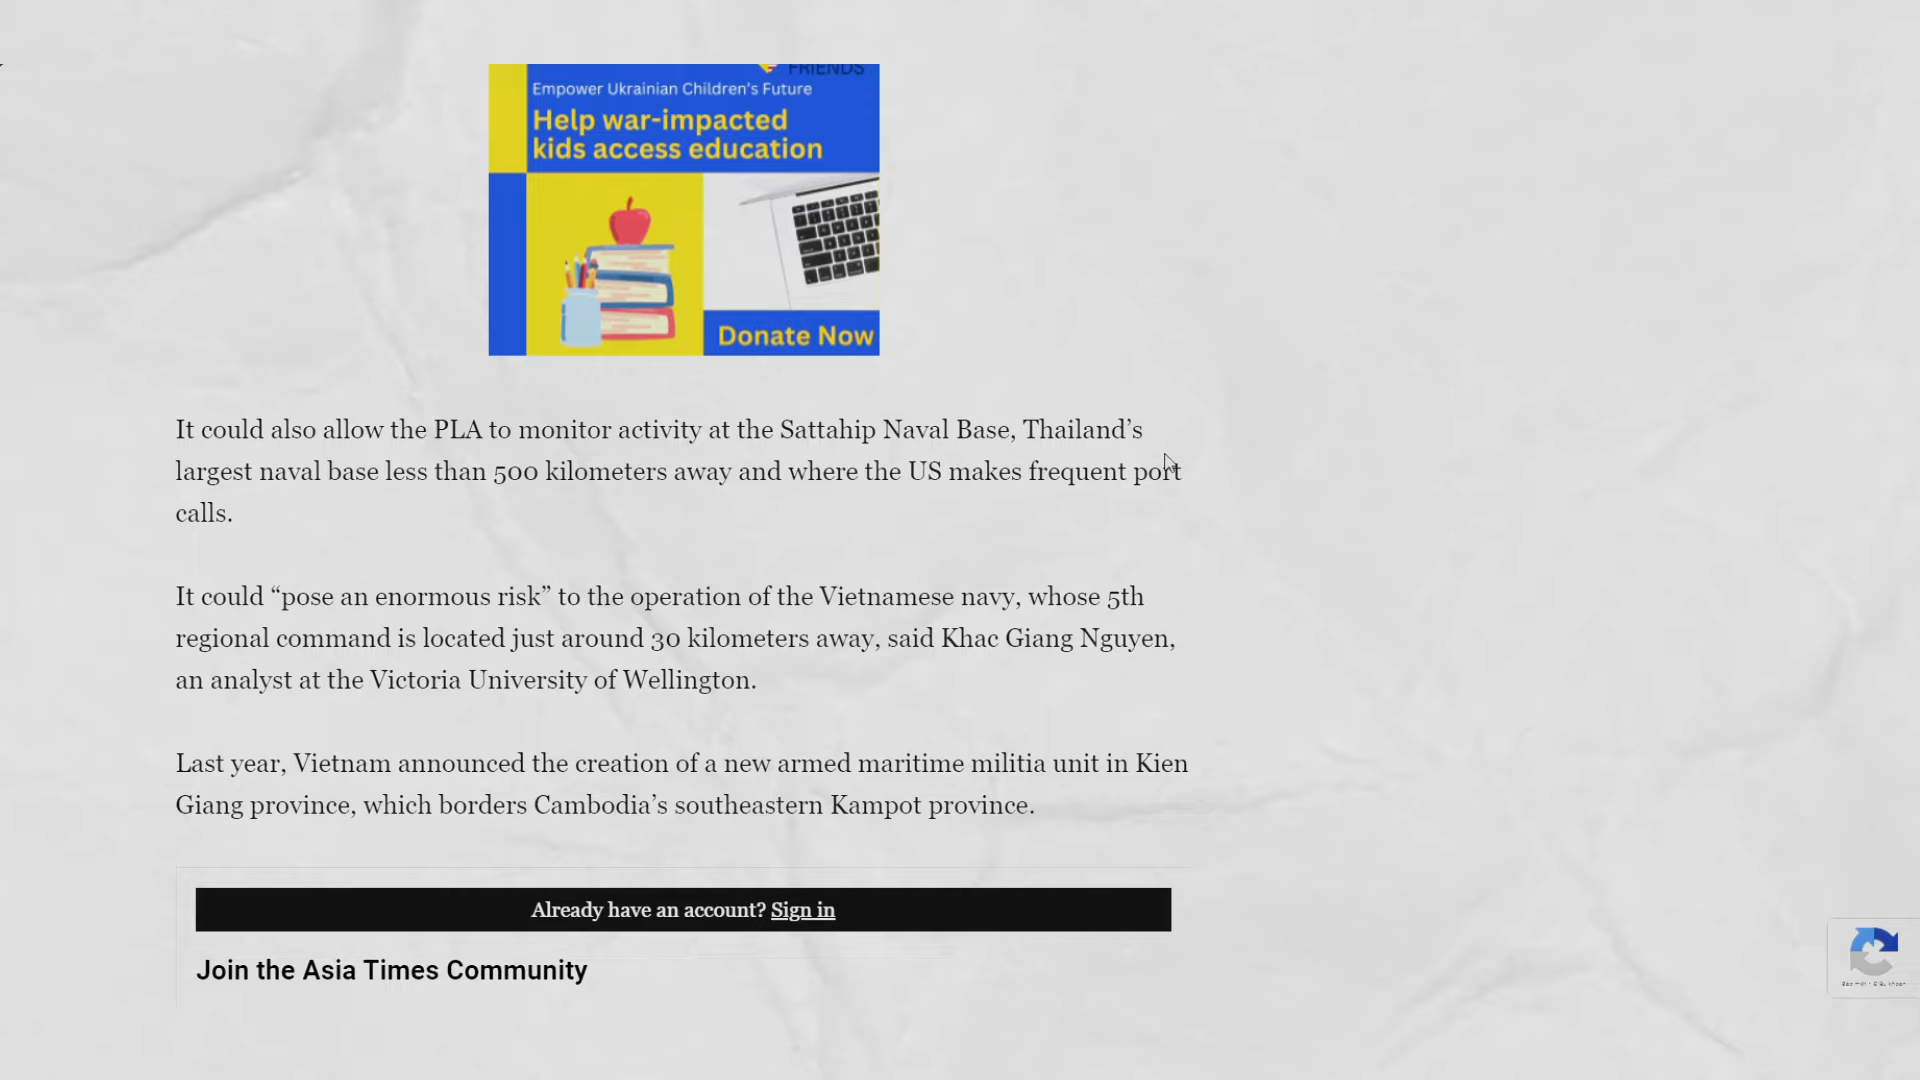 FRIENDS
Empower Ukrainian Children's Future
Help war-impacted
kids access education
Donate Now
It could also allow the PLA to monitor activity at the Sattahip Naval Base, Thailand’s
largest naval base less than 500 kilometers away and where the US makes frequent port
calls.
It could “pose an enormous risk” to the operation of the Vietnamese navy, whose 5th
regional command is located just around 30 kilometers away, said Khac Giang Nguyen,
an analyst at the Victoria University of Wellington.
Last year, Vietnam announced the creation of a new armed maritime militia unit in Kien
Giang province, which borders Cambodia’s southeastern Kampot province.
Already have an account? Sign in
Join the Asia Times Community